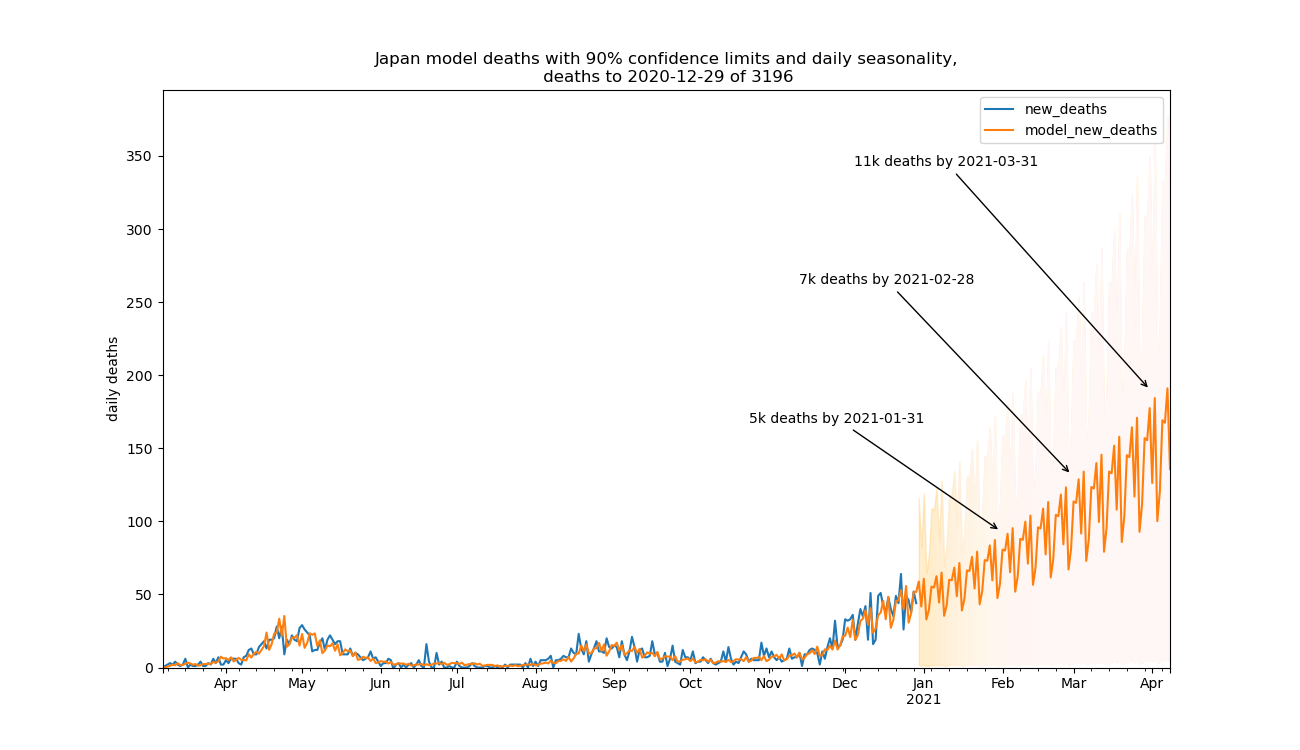 Japan model deaths with 90% confidence limits and daily seasonality,
deaths to 2020-12-29 of 3196
new_deaths
model_new_deaths
11k deaths by 2021-03-31
7k deaths by 2021-02-28
5k deaths by 2021-01-31
daily deaths
350
300
250
200
150
100
50
0
Apr May Jun Jul Aug Sep Oct Nov Dec Jan Feb Mar Apr
2021